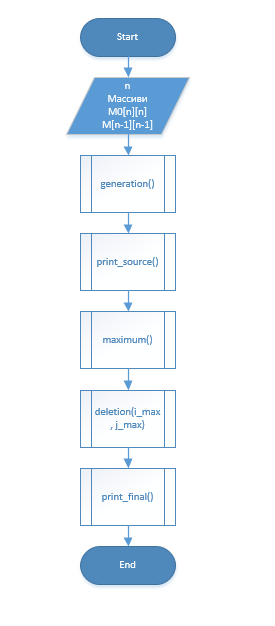 Start
n
Массиви
M0[n][n]
M[n-1][n-1]
generation()
print_source()
maximum()
deletion(i_max
, j_max)
print_final()
End